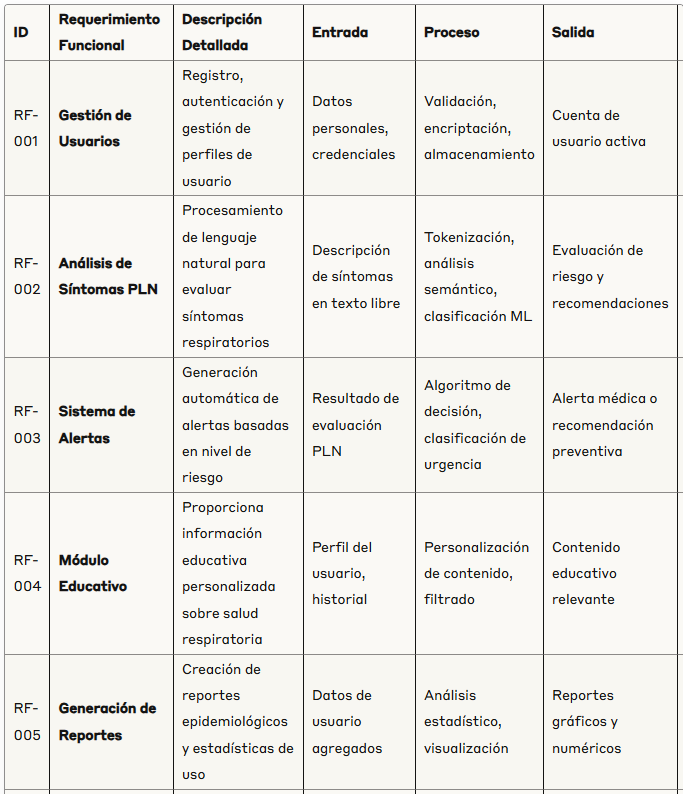 ID
Requerimiento
Funcional
Descripción
Detallada
Entrada
Proceso
Salida
RF-
001
Gestión de
Usuarios
Registro,
autenticación y
gestión de
perfiles de
usuario
Datos
personales,
credenciales
Validación,
encriptación,
almacenamiento
Cuenta de
usuario activa
RF-
002
Análisis de
Síntomas PLN
Procesamiento
de lenguaje
natural para
evaluar
síntomas
respiratorios
Descripción
de síntomas
en texto libre
Tokenización,
análisis
semántico,
clasificación ML
Evaluación de
riesgo y
recomendaciones
RF-
003
Sistema de
Alertas
Generación
automática de
alertas basadas
en nivel de
riesgo
Resultado de
evaluación
PLN
Algoritmo de
decisión,
clasificación de
urgencia
Alerta médica o
recomendación
preventiva
RF-
004
Módulo
Educativo
Proporciona
información
educativa
personalizada
sobre salud
respiratoria
Perfil del
usuario,
historial
Personalización
de contenido,
filtrado
Contenido
educativo
relevante
RF-
005
Generación de
Reportes
Creación de
reportes
epidemiológicos
y estadísticas de
uso
Datos de
usuario
agregados
Análisis
estadístico,
visualización
Reportes
gráficos y
numéricos